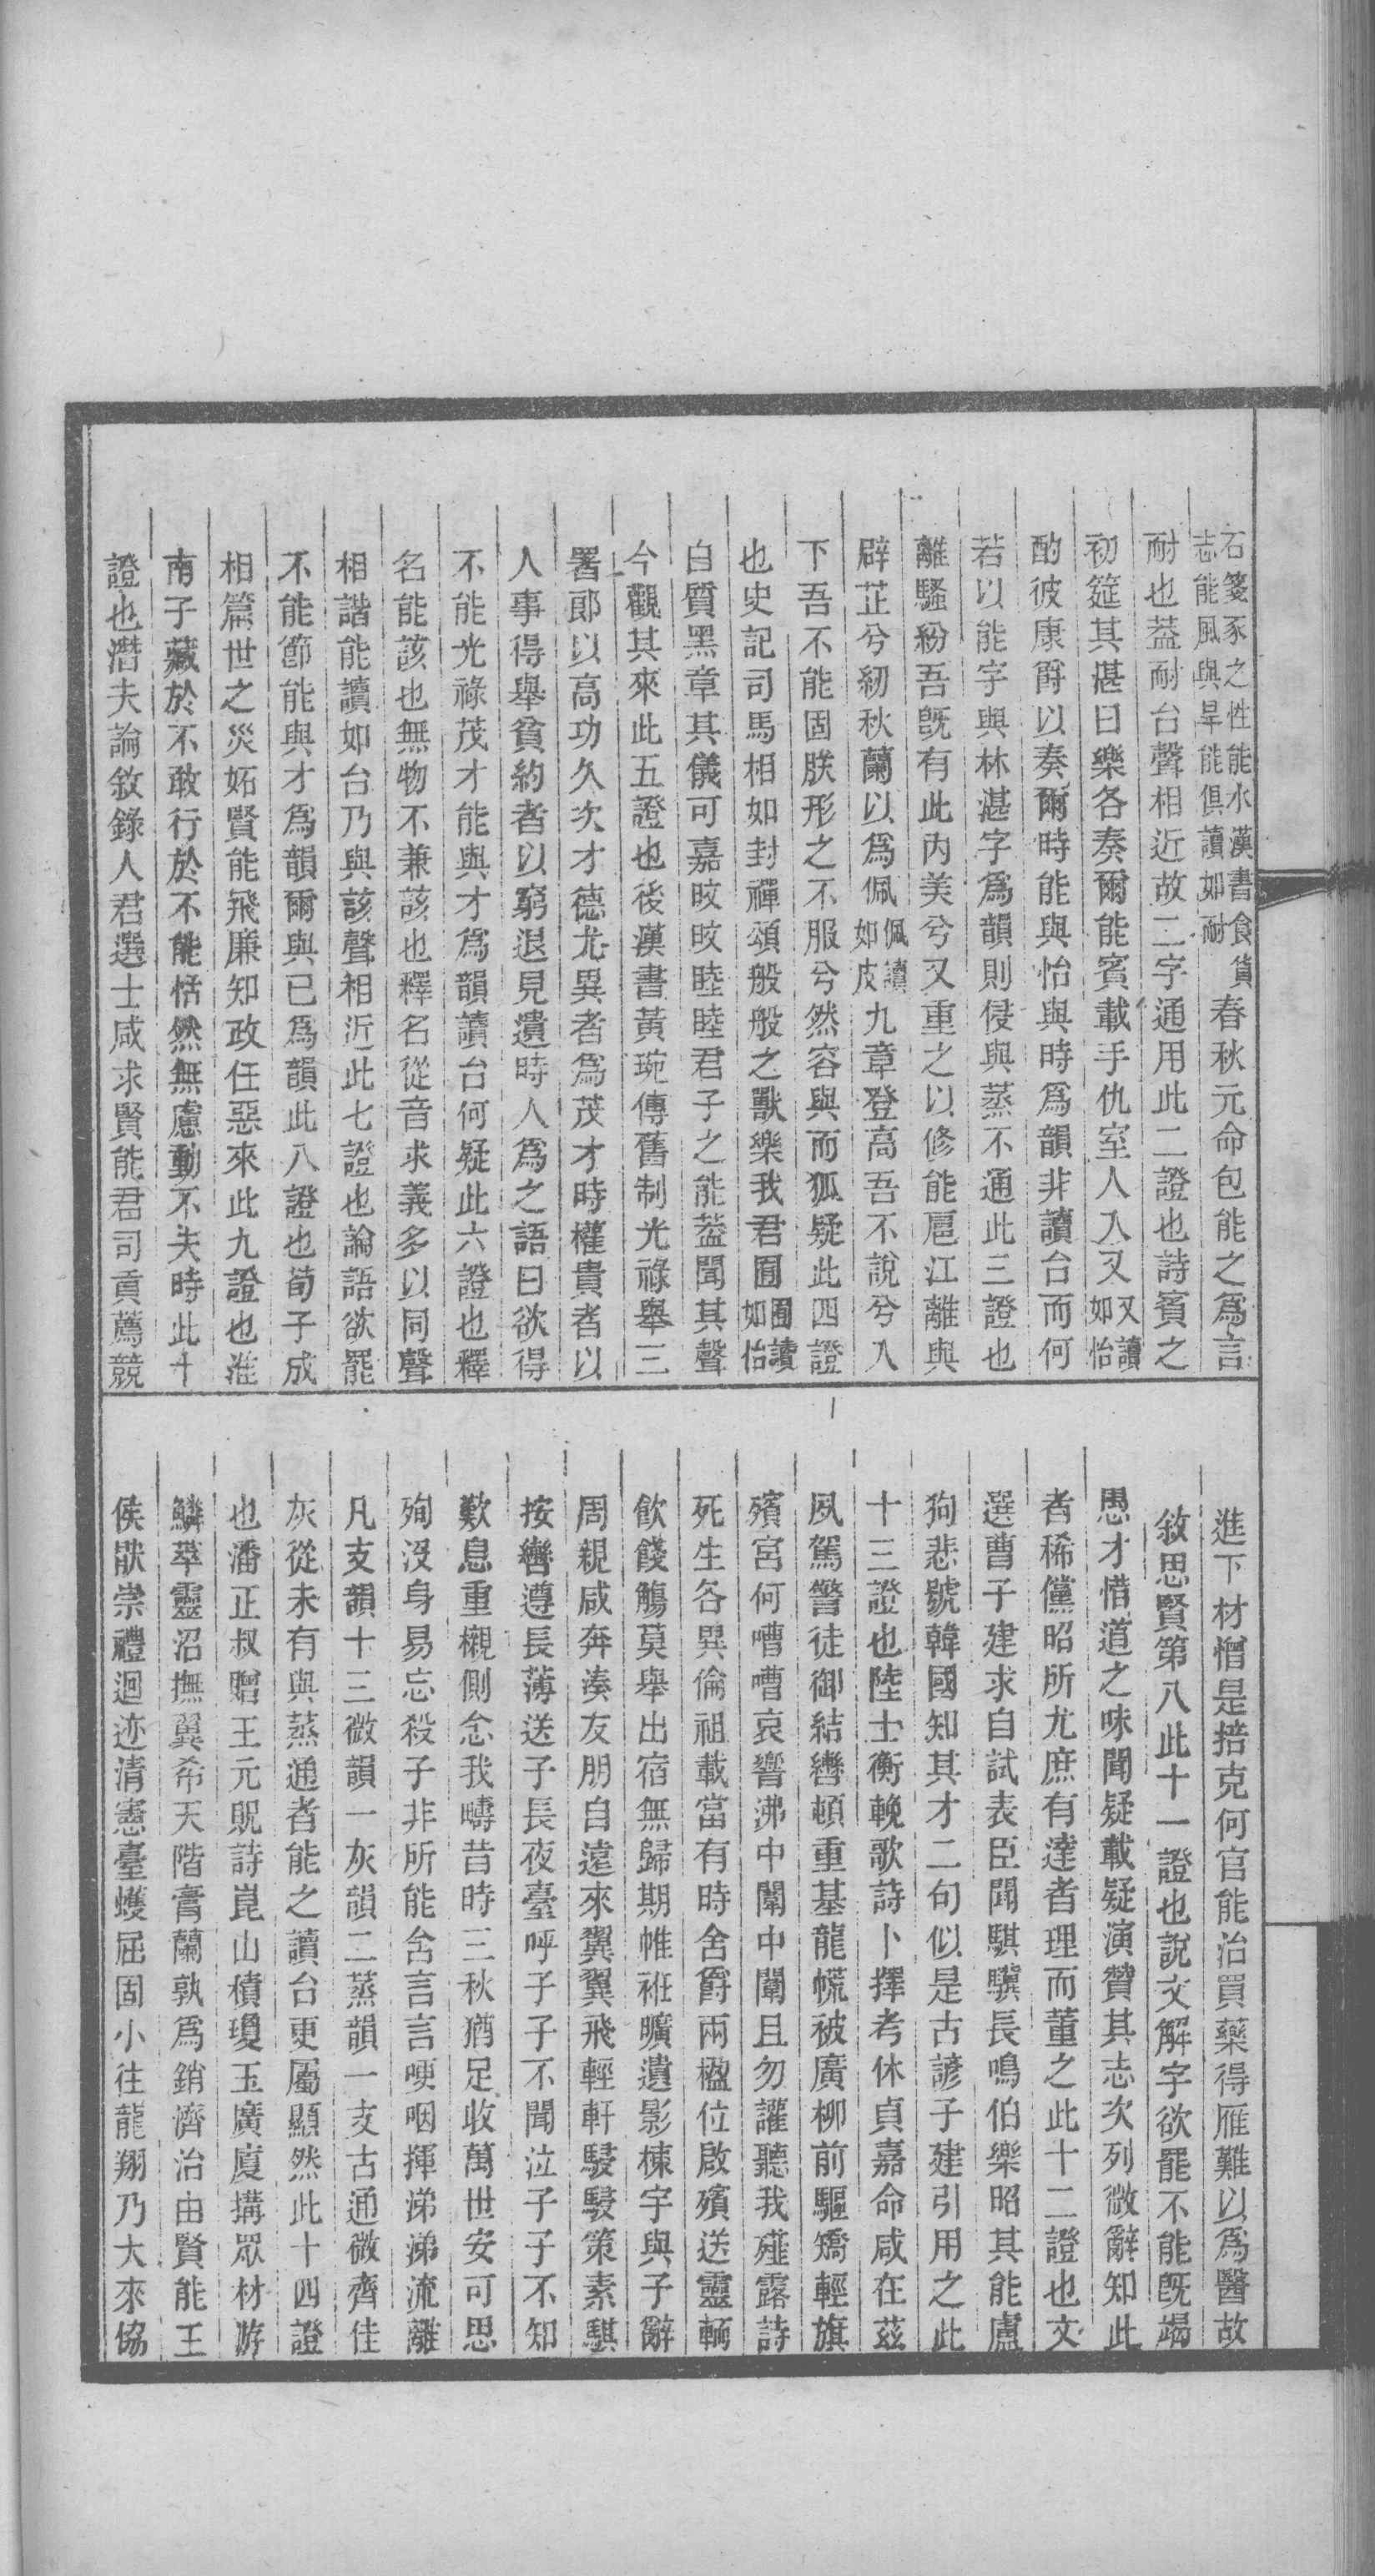 石箋豕之性能水漢書食貨志能風與旱能俱讀如耐春秋元命包能之爲言
耐也葢耐台聲相近故二字通用此二證也詩賓之
初筵其湛曰樂各奏爾能賓載手仇室人入又又讀如怡
酌彼康爵以奏爾時能與怡與時爲韻非讀台而何
若以能字與林湛字爲韻則侵與蒸不通此三證也
離騷紛吾旣有此內美兮又重之以修能扈江離與
辟芷兮紉秋蘭以爲佩佩讀如皮九章登高吾不說兮入
下吾不能固朕形之不服兮然容與而狐疑此四證
也史記司馬相如封禪頌般般之獸樂我君囿囿讀如怡
白質黑章其儀可嘉旼旼睦睦君子之能葢聞其聲
今觀其來此五證也後漢書黃琬傳舊制光祿舉三
署郞以高功久次才德尤異者爲茂才時權貴者以
人事得舉貧約者以窮退見遺時人爲之語曰欲得
不能光祿茂才能與才爲韻讀台何疑此六證也釋
名能該也無物不兼該也釋名從音求義多以同聲
相諧能讀如台乃與該聲相近此七證也論語欲罷
不能節能與才爲韻爾與已爲韻此八證也荀子成
相篇世之災妬賢能飛廉知政任惡來此九證也淮
南子藏於不敢行於不能恬然無慮動不失時此十
證也潛夫論敘錄人君選士咸求賢能君司貢薦競
進下材憎是掊克何官能治買藥得雁難以爲醫故
敘思賢第八此十一證也說文解字欲罷不能旣竭
愚才惜道之味聞疑載疑演贊其志次列微辭知此
者稀儻昭所尤庶有達者理而董之此十二證也文
選曹子建求自試表臣聞騏驥長鳴伯樂昭其能盧
狗悲號韓國知其才二句似是古諺子建引用之此
十三證也陸士衡輓歌詩卜擇考休貞嘉命咸在茲
夙駕警徒御結轡頓重基龍㡆被廣柳前驅矯輕旗
殯宮何嘈嘈哀響沸中闈中闈且勿讙聽我薤露詩
死生各異倫祖載當有時舍爵兩楹位啟殯送靈輀
飮餞觴莫舉出宿無歸期帷袵曠遺影棟宇與子辭
周親咸奔湊友朋自遠來翼翼飛輕軒駸駸策素騏
按轡遵長薄送子長夜臺呼子子不聞泣子子不知
歎息重櫬側念我疇昔時三秋猶足收萬世安可思
殉沒身易忘殺子非所能含言言哽咽揮涕涕流離
凡支韻十三微韻一灰韻二蒸韻一支古通微齊佳
灰從未有與蒸通者能之讀台更屬顯然此十四證
也潘正叔贈王元貺詩崑山積瓊玉廣廈搆眾材游
鱗萃靈沼撫翼希天階膏蘭孰爲銷濟治由賢能王
侯厭崇禮迴迹清憲臺蠖屈固小往龍翔乃大來協